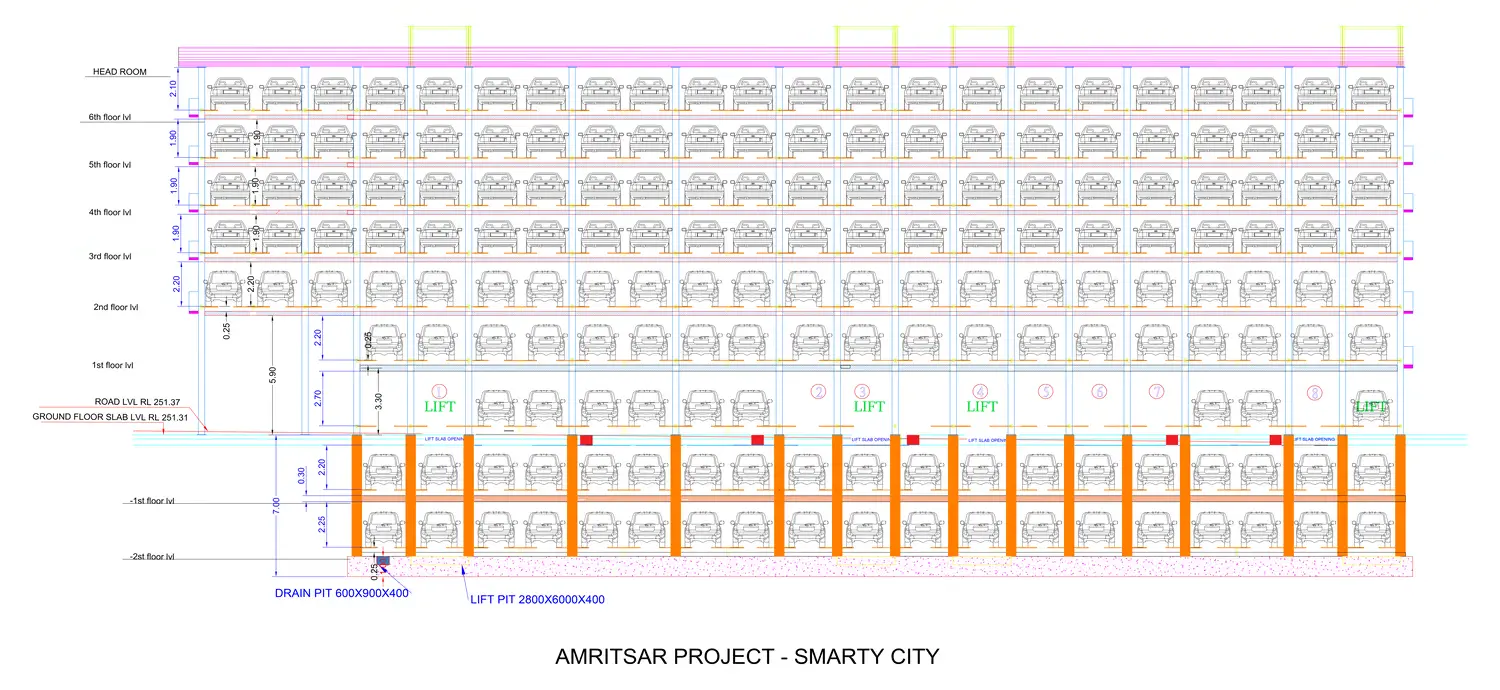 HEAD ROOM
2.10
6th floor lvl
1.90
1.90
5th floor lvl
1.90
1.90
4th floor lvl
1.90
1.90
3rd floor lvl
2.20
2.20
2nd floor lvl
0.25
2.20
0.25
1st floor lvl
5.90
2.70
3.30
1
2
3
4
5
6
7
8
LIFT
LIFT
LIFT
LIFT
ROAD LVL RL 251.37
GROUND FLOOR SLAB LVL RL 251.31
LIFT SLAB OPENING
LIFT SLAB OPENING
LIFT SLAB OPENING
LIFT SLAB OPENING
2.20
0.30
-1st floor lvl
7.00
2.25
-2st floor lvl
0.25
DRAIN PIT 600X900X400
LIFT PIT 2800X6000X400
AMRITSAR PROJECT - SMARTY CITY